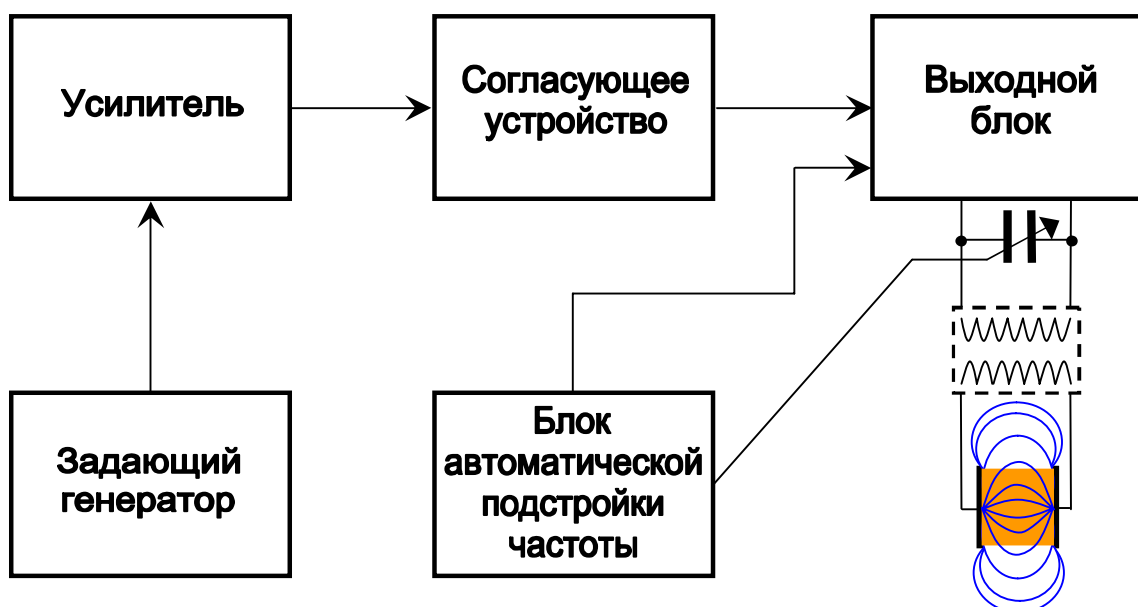 Усилитель
Согласующее
устройство
Выходной
блок
Задающий
генератор
Блок
автоматической
подстройки
частоты